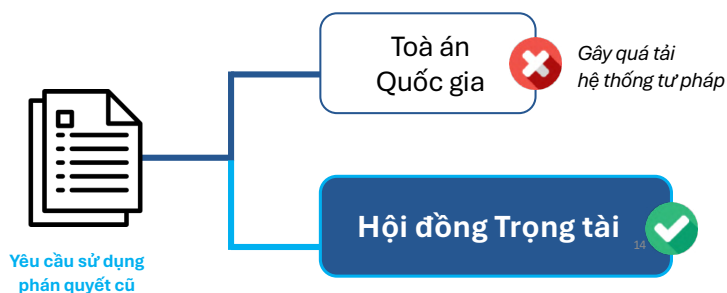 Toà án
Quốc gia
Gây quá tải
hệ thống tư pháp
Hội đồng Trọng tài
14
Yêu cầu sử dụng
phán quyết cũ